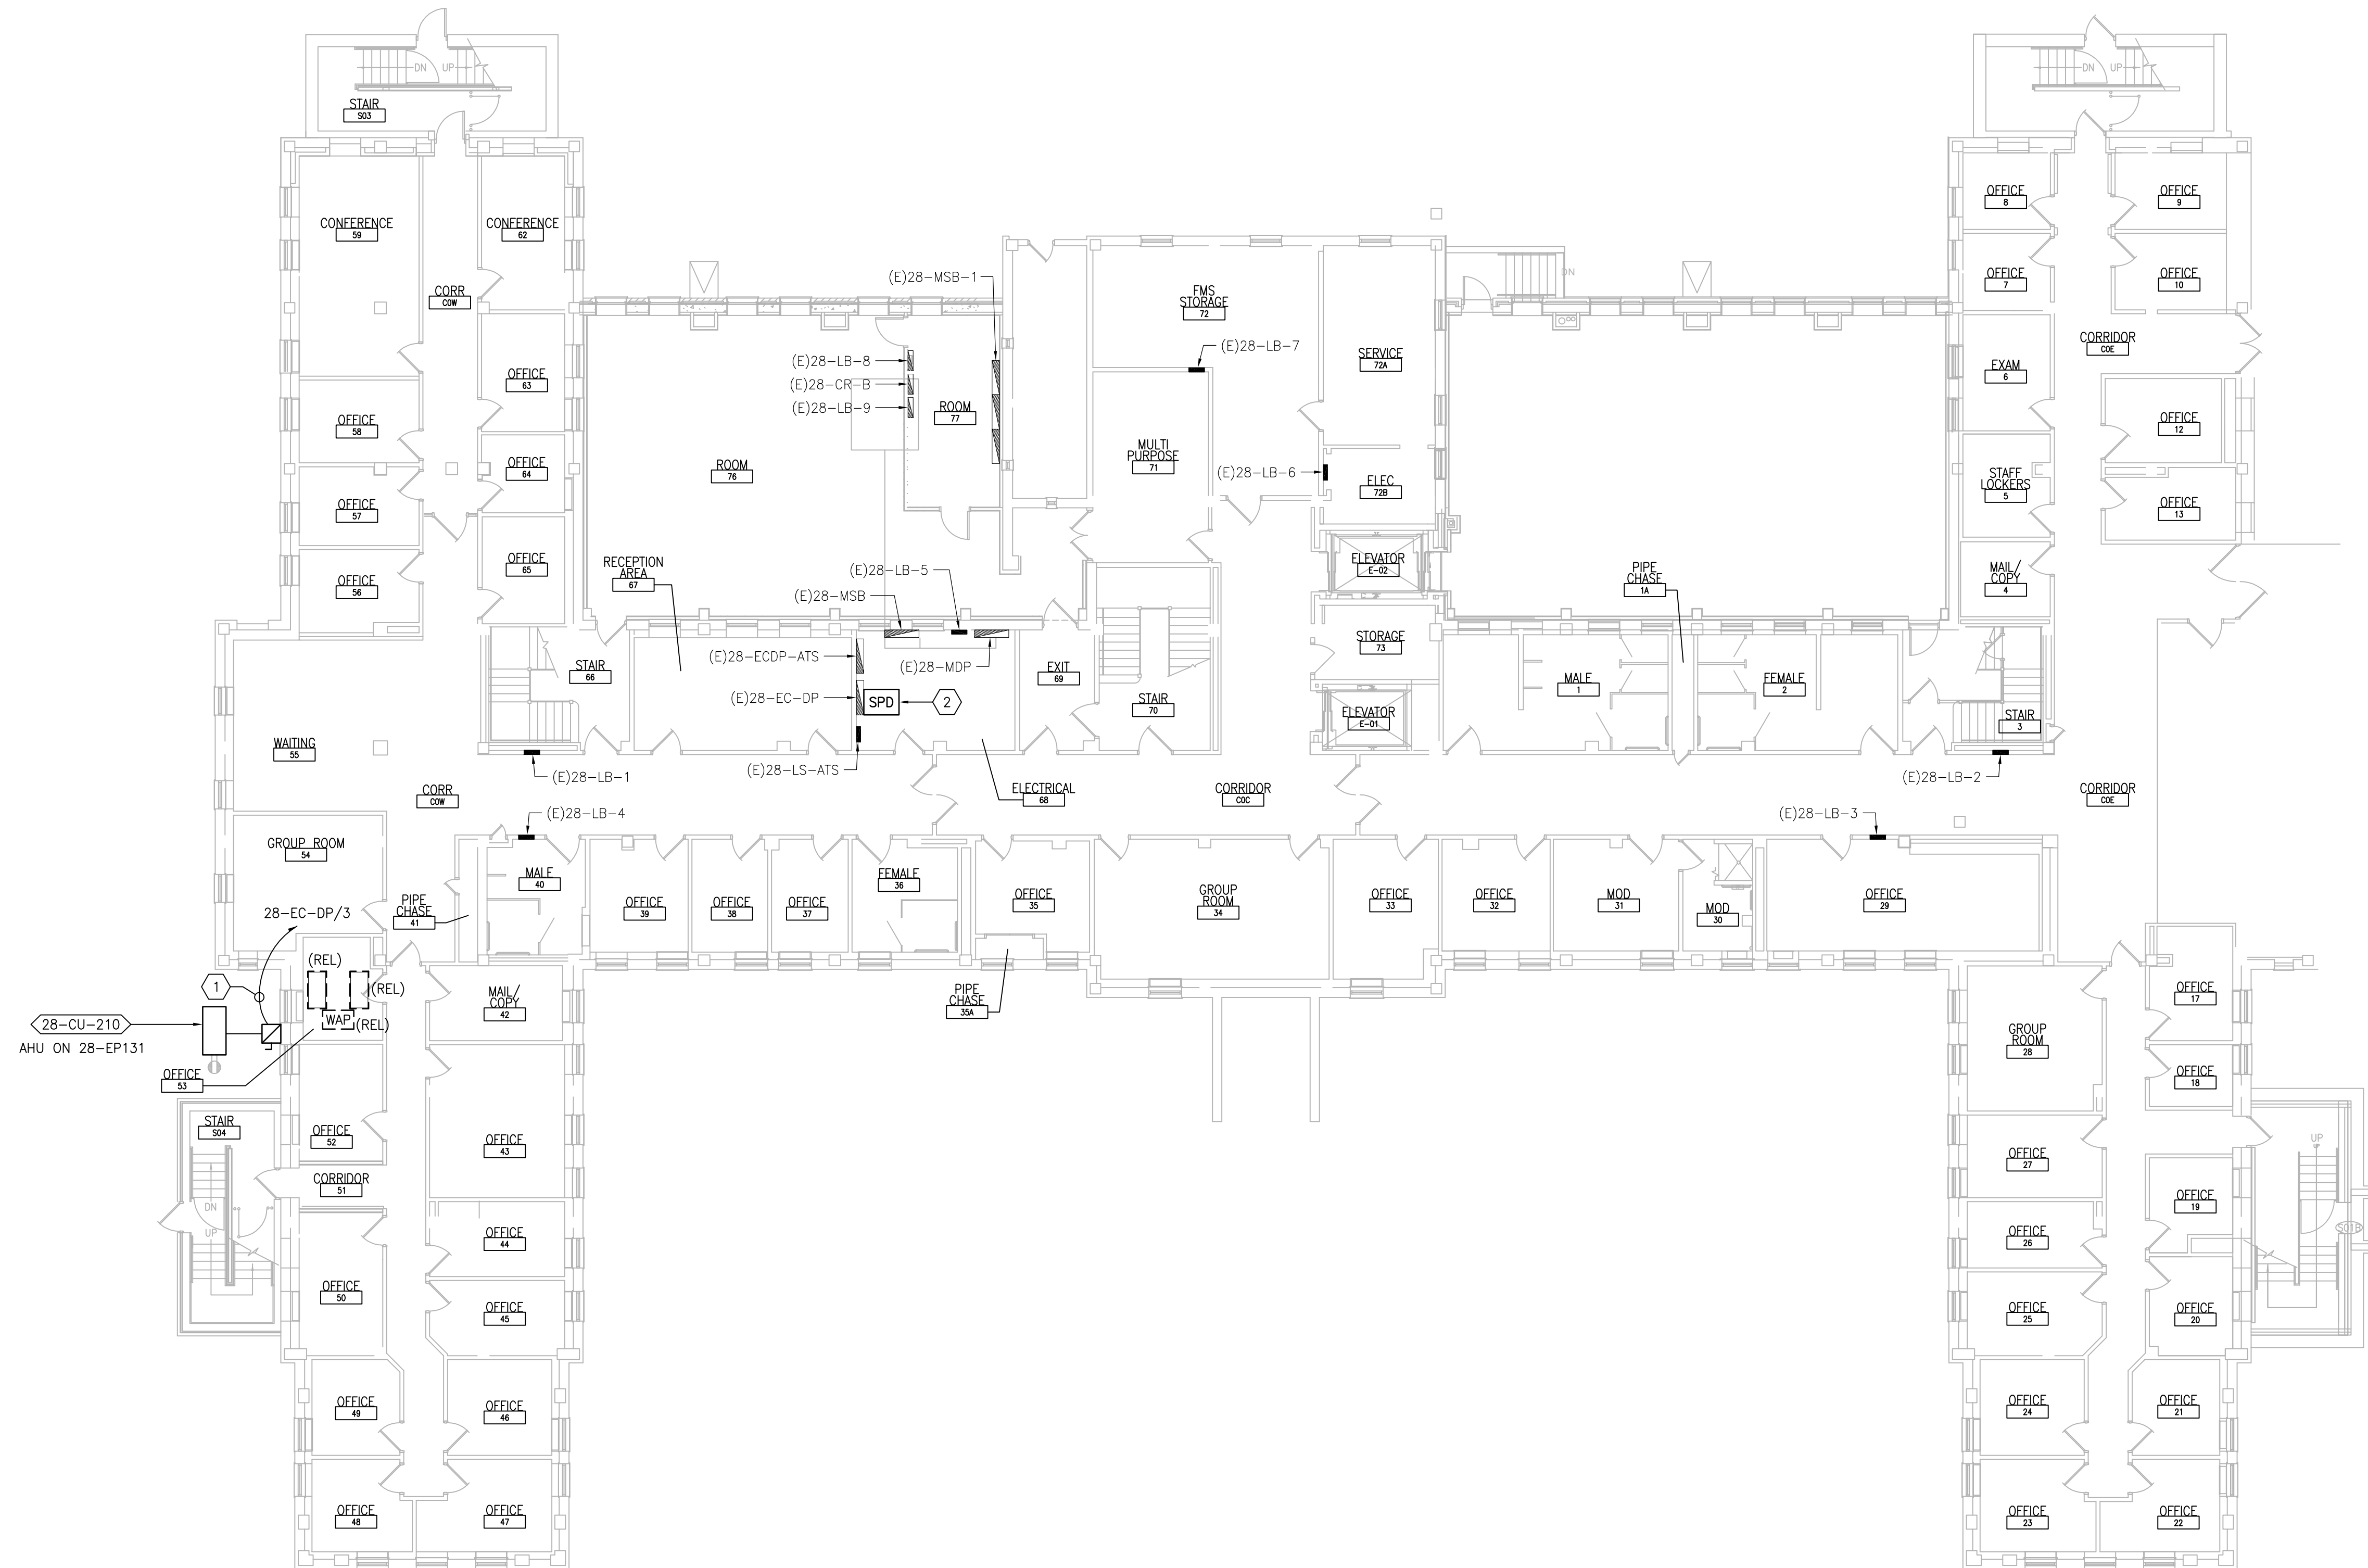 DN
UP
STAIR
S03
CONFERENCE
59
CONFERENCE
62
CORR
C0W
OFFICE
63
OFFICE
58
OFFICE
64
OFFICE
57
OFFICE
65
OFFICE
56
ROOM
76
ROOM
77
(E)28-MSB-1
(E)28-LB-8
(E)28-CR-B
(E)28-LB-9
FMS
STORAGE
72
(E)28-LB-7
MULTI
PURPOSE
71
SERVICE
72A
(E)28-LB-6
ELEC
72B
DN
ELEVATOR
E-02
STORAGE
73
ELEVATOR
E-01
RECEPTION
AREA
67
(E)28-LB-5
(E)28-MSB
(E)28-ECDP-ATS
(E)28-MDP
(E)28-EC-DP
SPD
2
(E)28-LS-ATS
STAIR
66
EXIT
69
STAIR
70
ELECTRICAL
68
CORRIDOR
C0C
PIPE
CHASE
1A
MALE
1
FEMALE
2
STAIR
3
(E)28-LB-2
DN
UP
OFFICE
8
OFFICE
9
OFFICE
7
OFFICE
10
CORRIDOR
C0E
EXAM
6
OFFICE
12
STAFF
LOCKERS
5
OFFICE
13
MAIL/
COPY
4
CORRIDOR
C0E
(E)28-LB-3
WAITING
55
(E)28-LB-1
CORR
C0W
(E)28-LB-4
GROUP ROOM
54
PIPE
CHASE
41
MALE
40
OFFICE
39
OFFICE
38
OFFICE
37
FEMALE
36
OFFICE
35
PIPE
CHASE
35A
GROUP
ROOM
34
OFFICE
33
OFFICE
32
MOD
31
MOD
30
OFFICE
29
28-EC-DP/3
1
(REL)
(REL)
WAP
(REL)
28-CU-210
AHU ON 28-EP131
OFFICE
53
MAIL/
COPY
42
STAIR
S04
DN
UP
OFFICE
52
OFFICE
43
CORRIDOR
51
OFFICE
44
OFFICE
50
OFFICE
45
OFFICE
49
OFFICE
46
OFFICE
48
OFFICE
47
GROUP
ROOM
28
OFFICE
17
OFFICE
18
OFFICE
27
OFFICE
19
OFFICE
26
OFFICE
25
OFFICE
20
UP
S01B
OFFICE
24
OFFICE
21
OFFICE
23
OFFICE
22